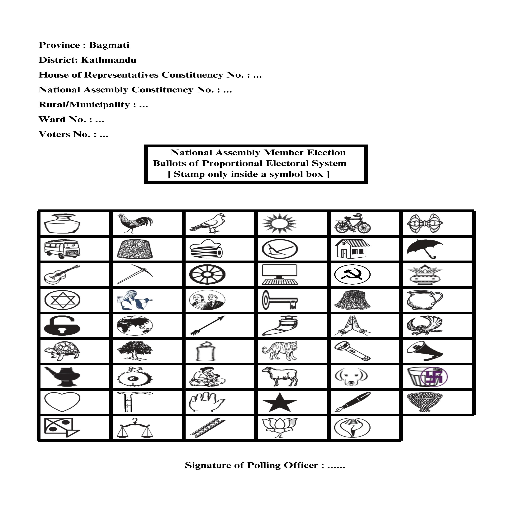 Province : Bagmati
District: Kathmandu
House of Representatives Constituency No. : ...
National Assembly Constituency No. : ...
Rural/Municipality : ...
Ward No. : ...
Voters No. : ...
National Assembly Member Election
Ballots of Proportional Electoral System
[ Stamp only inside a symbol box ]
Signature of Polling Officer : ......